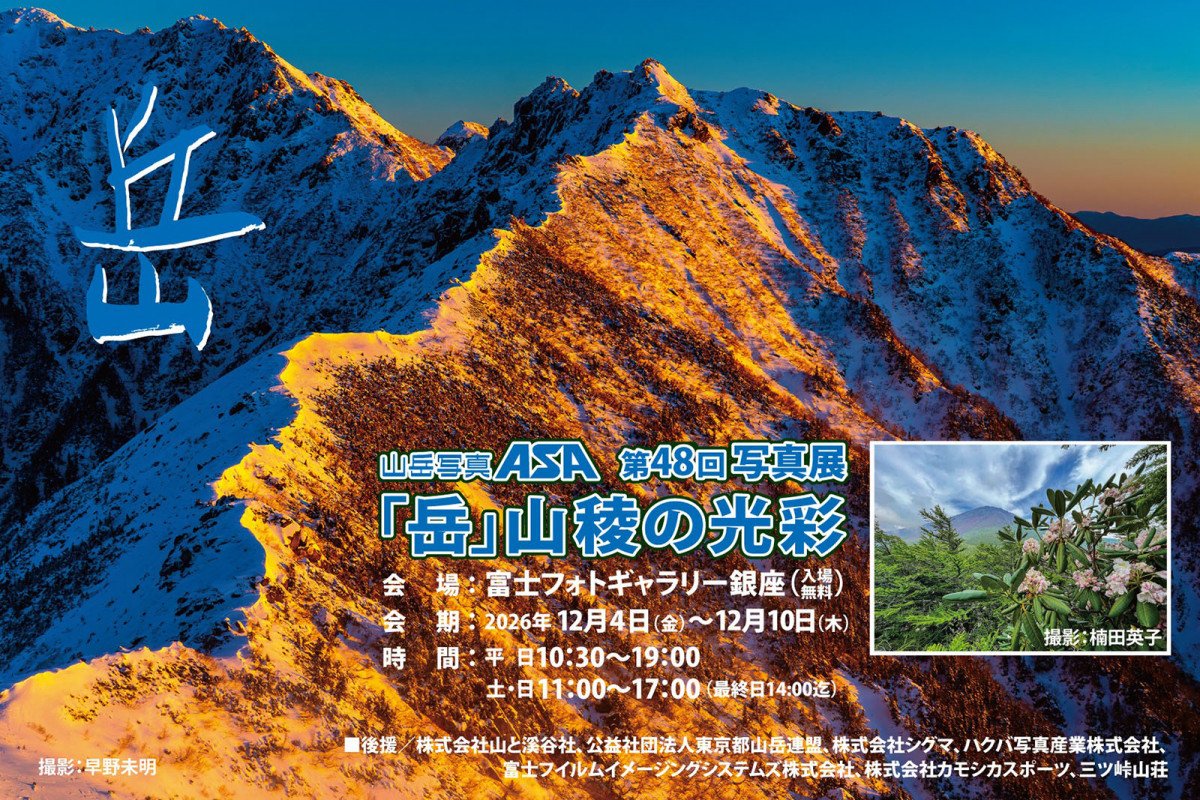 岳
山岳写真ASA 第48回写真展
「岳」山稜の光彩
会 場：富士フォトギャラリー銀座（入場無料）
会 期：2026年 12月4日（金）～12月10日（木）
時 間：平 日10：30～19：00
土・日11：00～17：00（最終日14:00迄）
撮影：楠田英子
■後援／株式会社山と溪谷社、公益社団法人東京都山岳連盟、株式会社シグマ、ハクバ写真産業株式会社、
富士フイルムイメージングシステムズ株式会社、株式会社カモシカスポーツ、三ツ峠山荘
撮影：早野未明